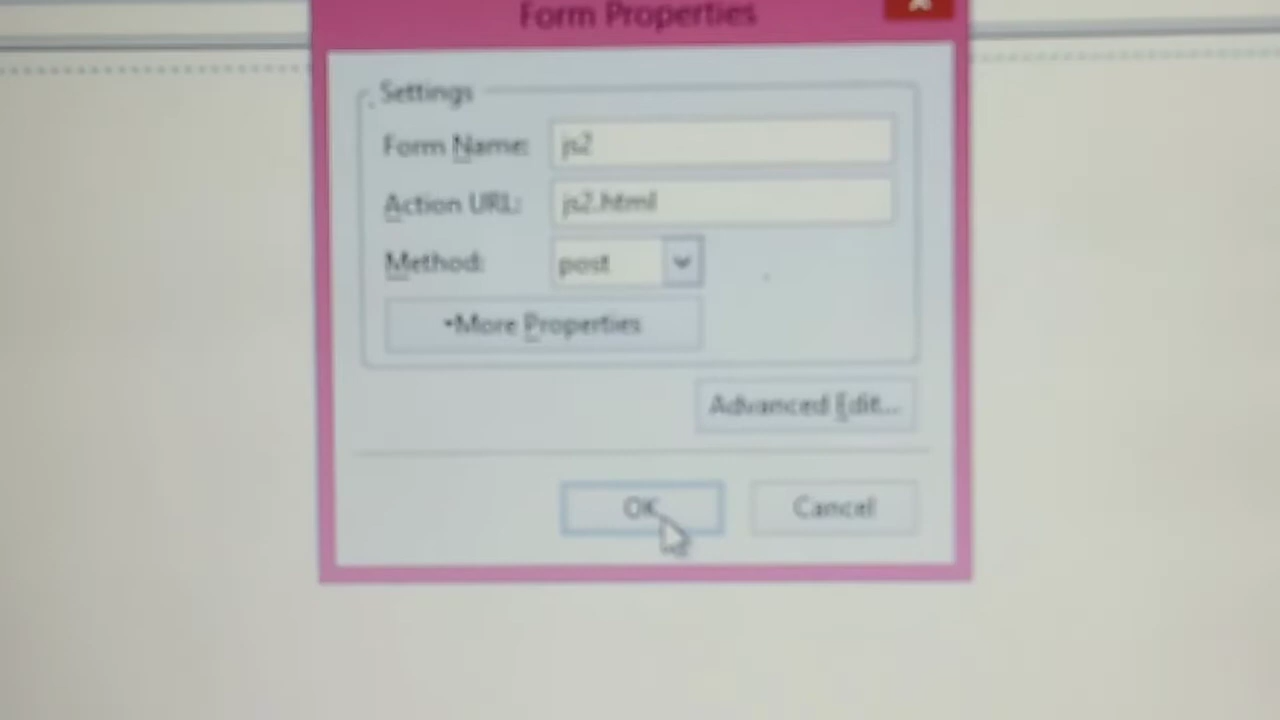 Form Properties
Settings
Form Name: js2
Action URL: js2.html
Method: post
More Properties
Advanced Edit...
OK Cancel